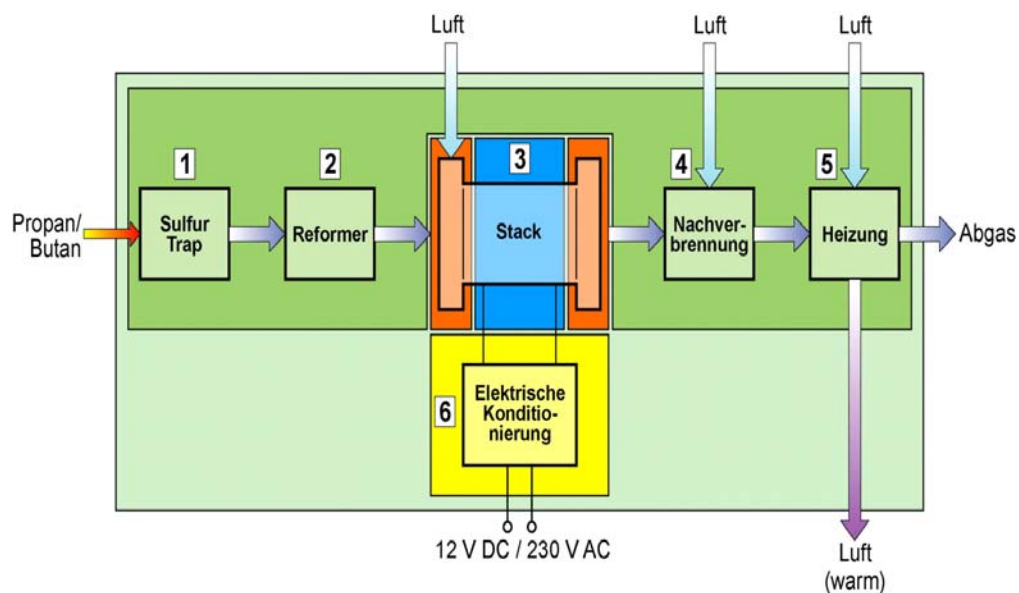 Luft
Luft
Luft
1
2
3
4
5
Propan/
Butan
Sulfur
Trap
Reformer
Stack
Nachver-
brennung
Heizung
Abgas
6
Elektrische
Konditio-
nierung
12 V DC / 230 V AC
Luft
(warm)